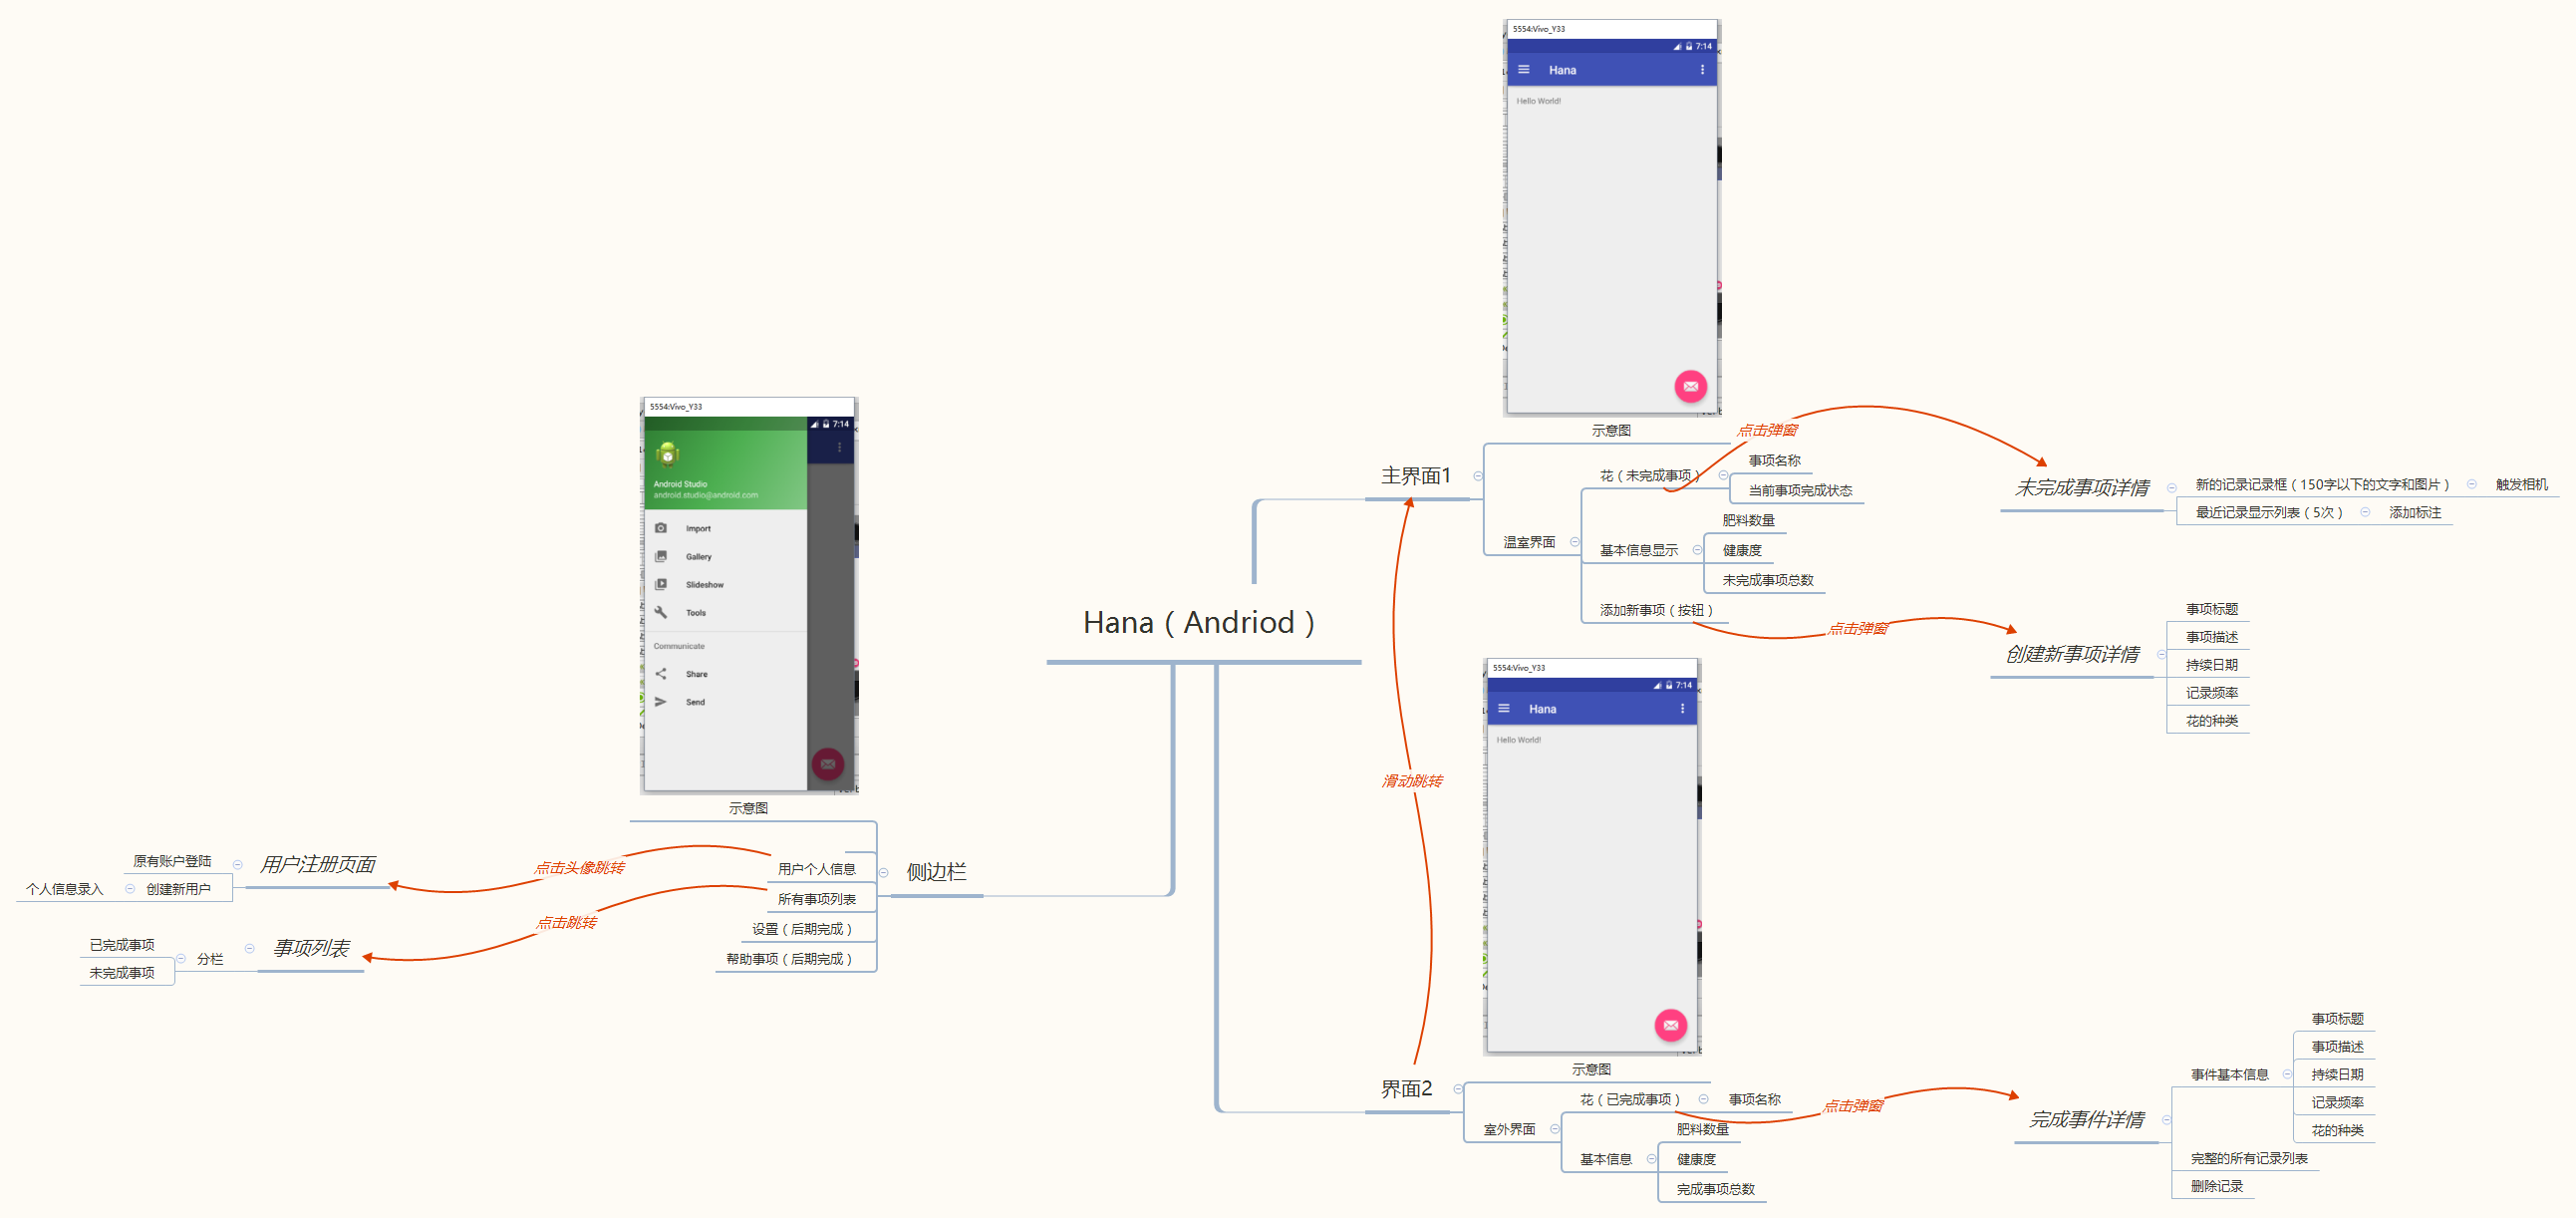 Hana（Andriod）
主界面1
示意图
5554:Vivo_Y33
7:14
Hana
Hello World!
温室界面
花（未完成事项）
事项名称
当前事项完成状态
基本信息显示
肥料数量
健康度
未完成事项总数
添加新事项（按钮）
点击弹窗
未完成事项详情
新的记录记录框（150字以下的文字和图片）
触发相机
最近记录显示列表（5次）
添加标注
点击弹窗
创建新事项详情
事项标题
事项描述
持续日期
记录频率
花的种类
滑动跳转
界面2
5554:Vivo_Y33
7:14
Hana
Hello World!
示意图
室外界面
花（已完成事项）
事项名称
基本信息
肥料数量
健康度
完成事项总数
点击弹窗
完成事件详情
事件基本信息
事项标题
事项描述
持续日期
记录频率
花的种类
完整的所有记录列表
删除记录
侧边栏
5554:Vivo_Y33
7:14
Android Studio
android.studio@android.com
Import
Gallery
Slideshow
Tools
Communicate
Share
Send
示意图
用户个人信息
所有事项列表
设置（后期完成）
帮助事项（后期完成）
点击头像跳转
用户注册页面
原有账户登陆
创建新用户
个人信息录入
点击跳转
事项列表
分栏
已完成事项
未完成事项